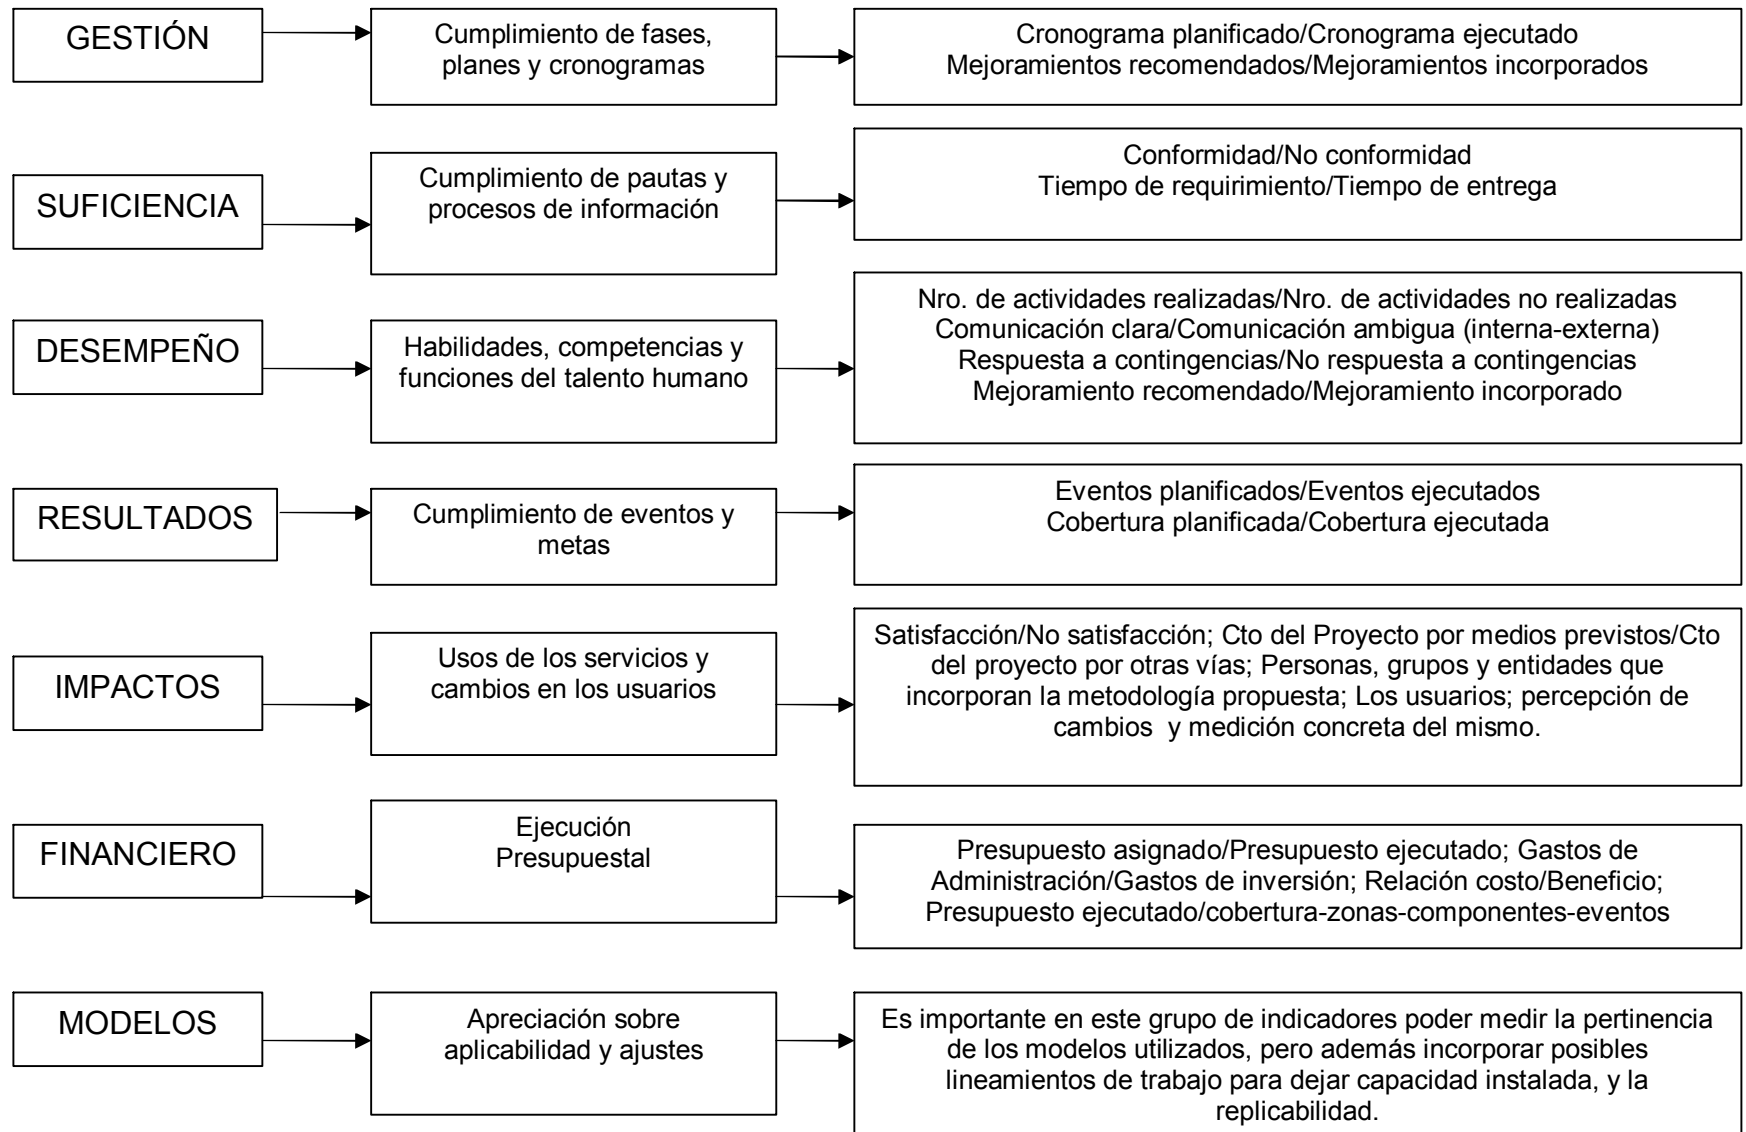 GESTIÓN
Cumplimiento de fases,
planes y cronogramas
Cronograma planificado/Cronograma ejecutado
Mejoramientos recomendados/Mejoramientos incorporados
SUFICIENCIA
Cumplimiento de pautas y
procesos de información
Conformidad/No conformidad
Tiempo de requirimiento/Tiempo de entrega
DESEMPEÑO
Habilidades, competencias y
funciones del talento humano
Nro. de actividades realizadas/Nro. de actividades no realizadas
Comunicación clara/Comunicación ambigua (interna-externa)
Respuesta a contingencias/No respuesta a contingencias
Mejoramiento recomendado/Mejoramiento incorporado
RESULTADOS
Cumplimiento de eventos y
metas
Eventos planificados/Eventos ejecutados
Cobertura planificada/Cobertura ejecutada
IMPACTOS
Usos de los servicios y
cambios en los usuarios
Satisfacción/No satisfacción; Cto del Proyecto por medios previstos/Cto
del proyecto por otras vías; Personas, grupos y entidades que
incorporan la metodología propuesta; Los usuarios; percepción de
cambios  y medición concreta del mismo.
FINANCIERO
Ejecución
Presupuestal
Presupuesto asignado/Presupuesto ejecutado; Gastos de
Administración/Gastos de inversión; Relación costo/Beneficio;
Presupuesto ejecutado/cobertura-zonas-componentes-eventos
MODELOS
Apreciación sobre
aplicabilidad y ajustes
Es importante en este grupo de indicadores poder medir la pertinencia
de los modelos utilizados, pero además incorporar posibles
lineamientos de trabajo para dejar capacidad instalada, y la
replicabilidad.